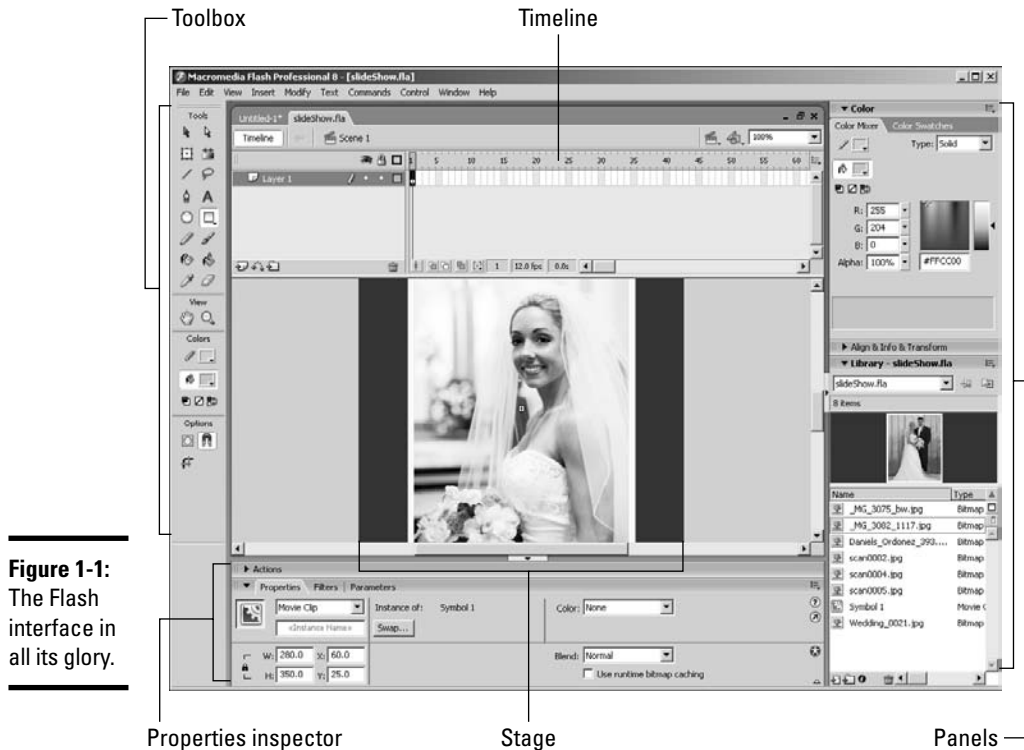 Toolbox
Timeline
Macromedia Flash Professional 8 - [slideShow.fla]
File Edit View Insert Modify Text Commands Control Window Help
Tools
View
Colors
Options
Untitled-1* slideShow.fla
Timeline Scene 1 100%
1 5 10 15 20 25 30 35 40 45 50 55 60
Layer 1
1 12.0 fps 0.0s
Color
Color Mixer Color Swatches
Type: Solid
R: 255
G: 204
B: 0
Alpha: 100% #FFCC00
Align & Info & Transform
Library - slideShow.fla
slideShow.fla
8 items
Name Type
_MG_3075_bw.jpg Bitmap
_MG_3082_1117.jpg Bitmap
Daniels_Ordonez_393.... Bitmap
scan0002.jpg Bitmap
scan0004.jpg Bitmap
scan0005.jpg Bitmap
Symbol 1 Movie C
Wedding_0021.jpg Bitmap
Actions
Properties Filters Parameters
Movie Clip Instance of: Symbol 1 Color: None
<Instance Name> Swap...
W: 280.0 X: 60.0 Blend: Normal
H: 350.0 Y: 25.0 Use runtime bitmap caching
Figure 1-1:
The Flash
interface in
all its glory.
Properties inspector
Stage
Panels